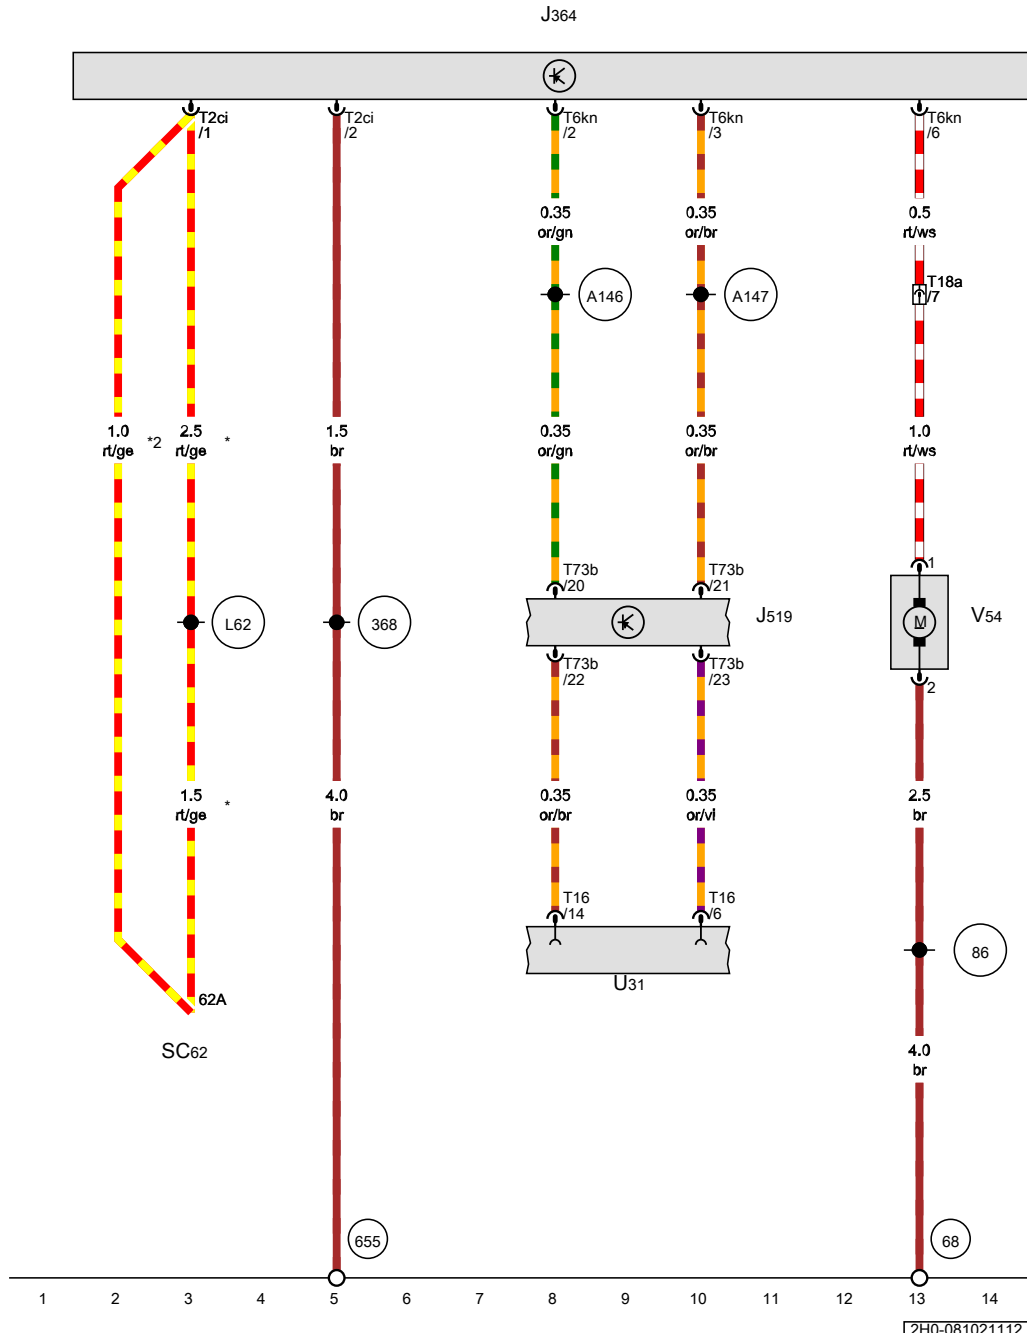 J364
T2ci
/1
T2ci
/2
T6kn
/2
T6kn
/3
T6kn
/6
0.35
or/gn
0.35
or/br
0.5
rt/ws
A146
A147
T18a
/7
1.0
rt/ge
*2
2.5
rt/ge
*
1.5
br
0.35
or/gn
0.35
or/br
1.0
rt/ws
T73b
/20
T73b
/21
1
L62
368
J519
M
V54
T73b
/22
T73b
/23
2
1.5
rt/ge
*
4.0
br
0.35
or/br
0.35
or/vi
2.5
br
T16
/14
T16
/6
86
U31
62A
SC62
4.0
br
655
68
1 2 3 4 5 6 7 8 9 10 11 12 13 14
2H0-081021112